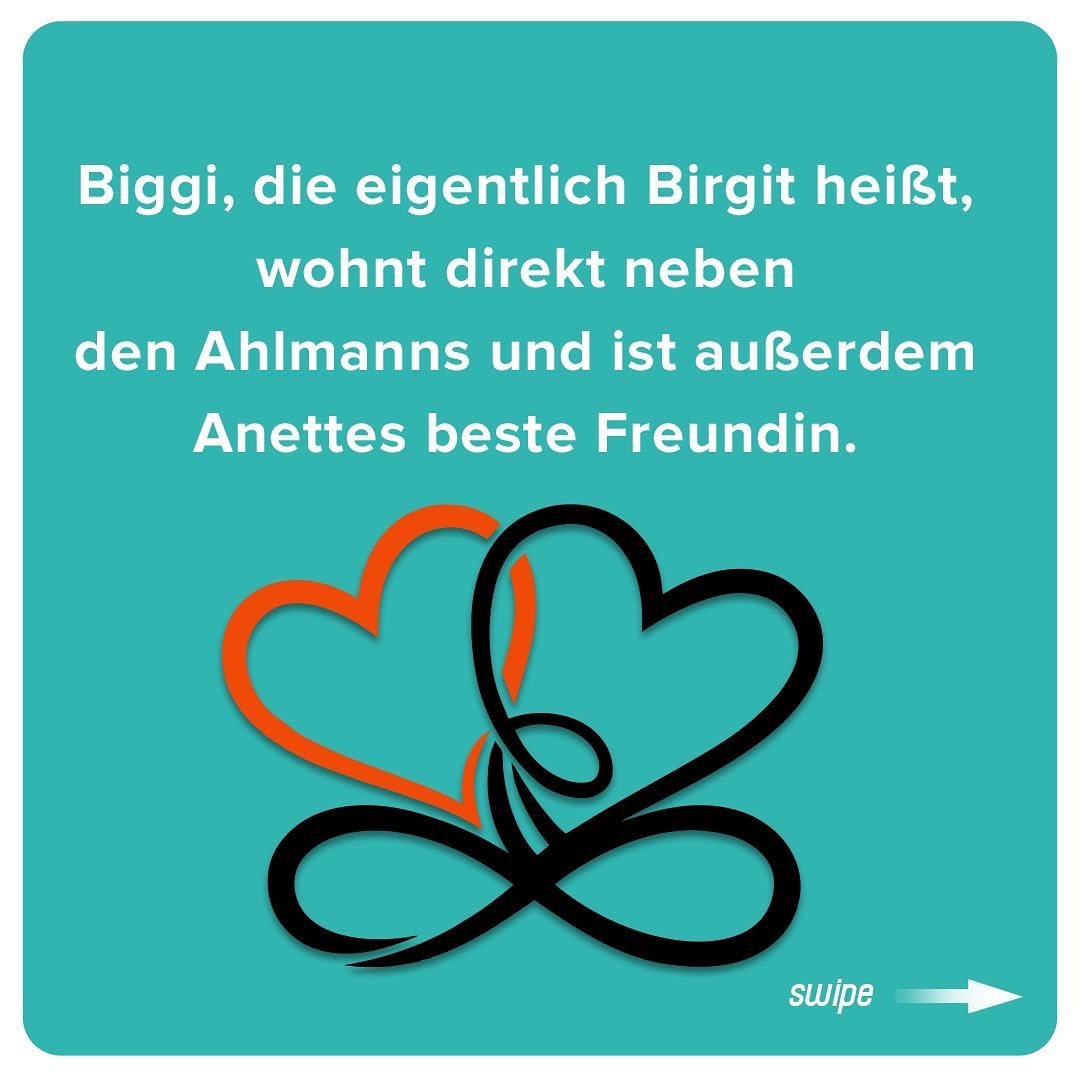 Biggi, die eigentlich Birgit heißt,
wohnt direkt neben
den Ahlmanns und ist außerdem
Anettes beste Freundin.
swipe